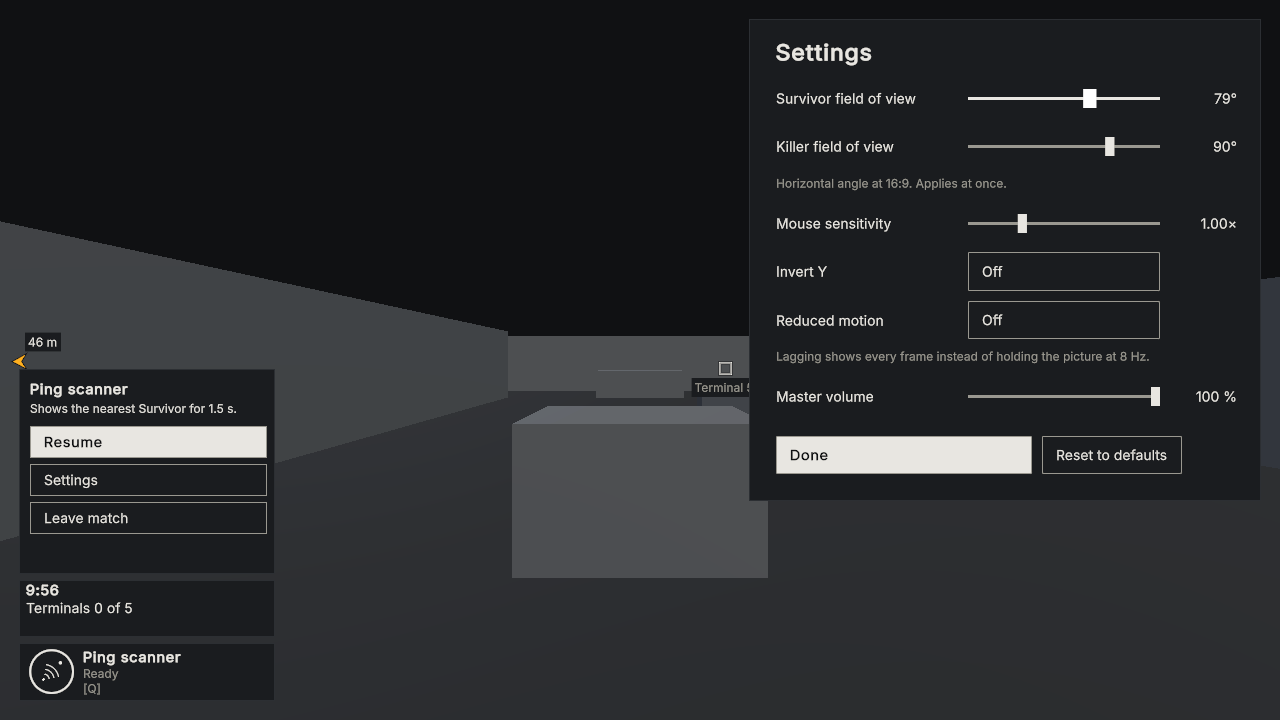 Settings
Survivor field of view 79°
Killer field of view 90°
Horizontal angle at 16:9. Applies at once.
Mouse sensitivity 1.00×
Invert Y Off
Reduced motion Off
Lagging shows every frame instead of holding the picture at 8 Hz.
Master volume 100 %
Done Reset to defaults
46 m
Terminal
Ping scanner
Shows the nearest Survivor for 1.5 s.
Resume
Settings
Leave match
9:56
Terminals 0 of 5
Ping scanner
Ready
[Q]